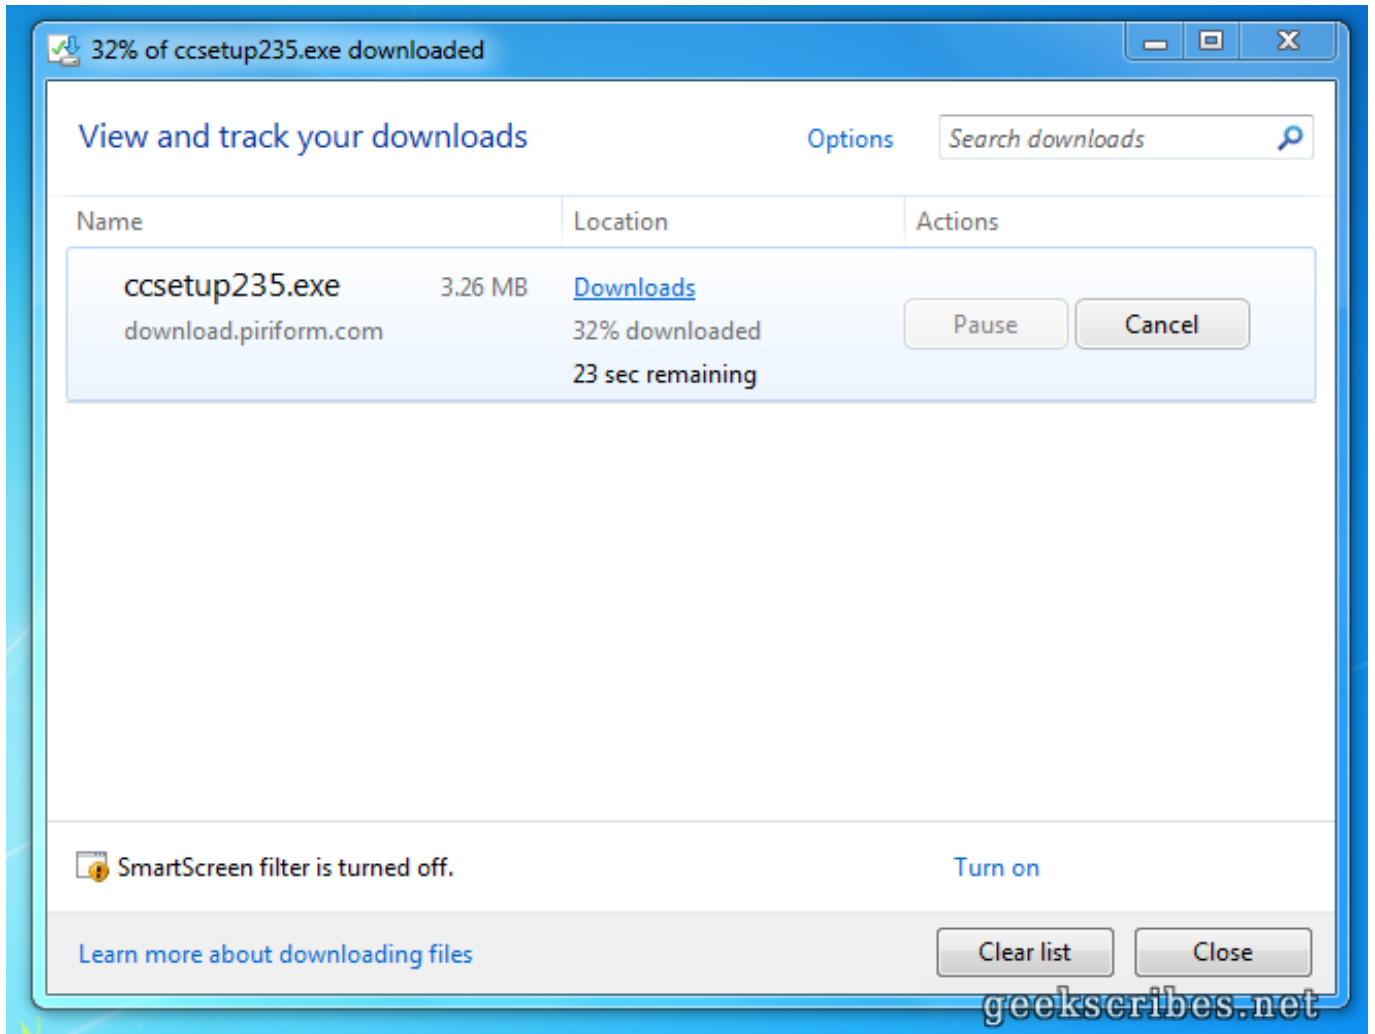 32% of ccsetup235.exe downloaded
View and track your downloads Options Search downloads
Name Location Actions
ccsetup235.exe 3.26 MB Downloads
download.piriform.com 32% downloaded Pause Cancel
23 sec remaining
SmartScreen filter is turned off. Turn on
Learn more about downloading files Clear list Close
geekscribes.net